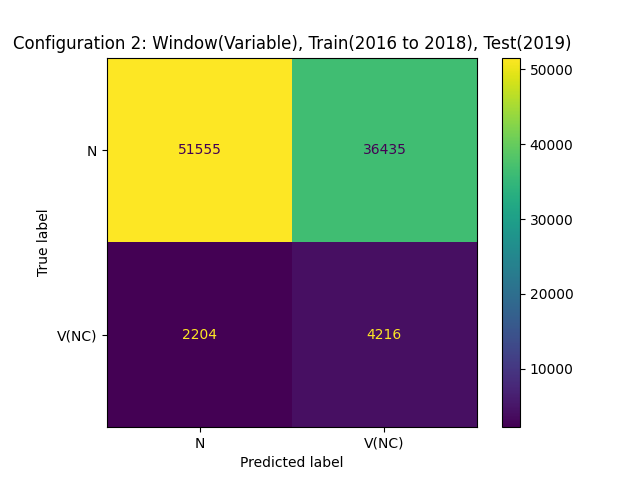 Configuration 2: Window(Variable), Train(2016 to 2018), Test(2019)
N
51555
36435
V(NC)
2204
4216
N
V(NC)
True label
Predicted label
50000
40000
30000
20000
10000